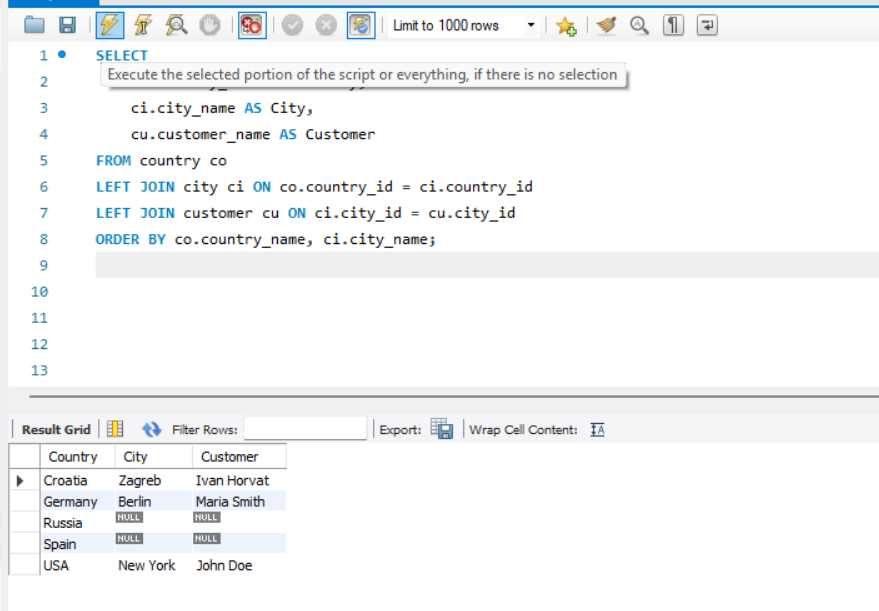 Limit to 1000 rows
1 SELECT
Execute the selected portion of the script or everything, if there is no selection
2
3 ci.city_name AS City,
4 cu.customer_name AS Customer
5 FROM country co
6 LEFT JOIN city ci ON co.country_id = ci.country_id
7 LEFT JOIN customer cu ON ci.city_id = cu.city_id
8 ORDER BY co.country_name, ci.city_name;
9
10
11
12
13
Result Grid Filter Rows: Export: Wrap Cell Content: IA
Country City Customer
Croatia Zagreb Ivan Horvat
Germany Berlin Maria Smith
Russia NULL NULL
Spain NULL NULL
USA New York John Doe